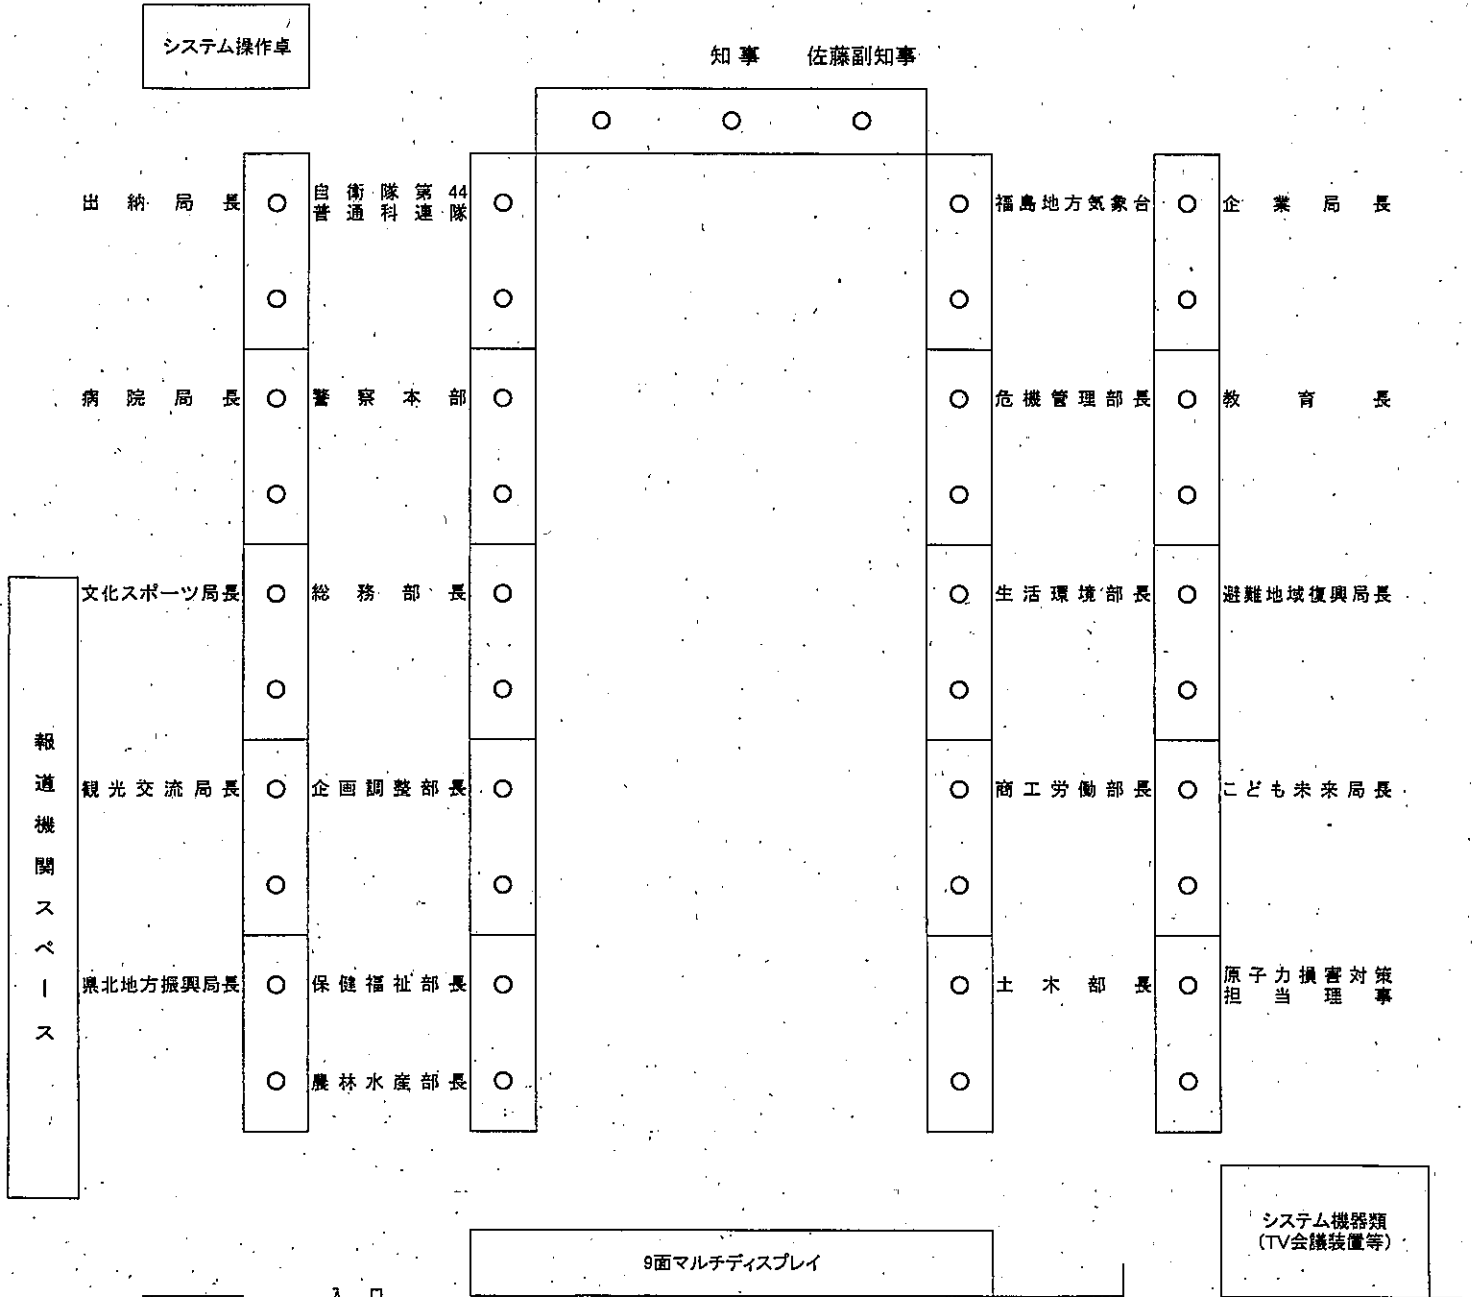 システム操作卓
知事 佐藤副知事
出納局長
自衛隊第44
普通科連隊
福島地方気象台
企業局長
病院局長
警察本部
危機管理部長
教育長
文化スポーツ局長
総務部長
生活環境部長
避難地域復興局長
報道機関スペース
観光交流局長
企画調整部長
商工労働部長
こども未来局長
県北地方振興局長
保健福祉部長
土木部長
原子力損害対策
担当理事
農林水産部長
システム機器類
(TV会議装置等)
9面マルチディスプレイ
入口